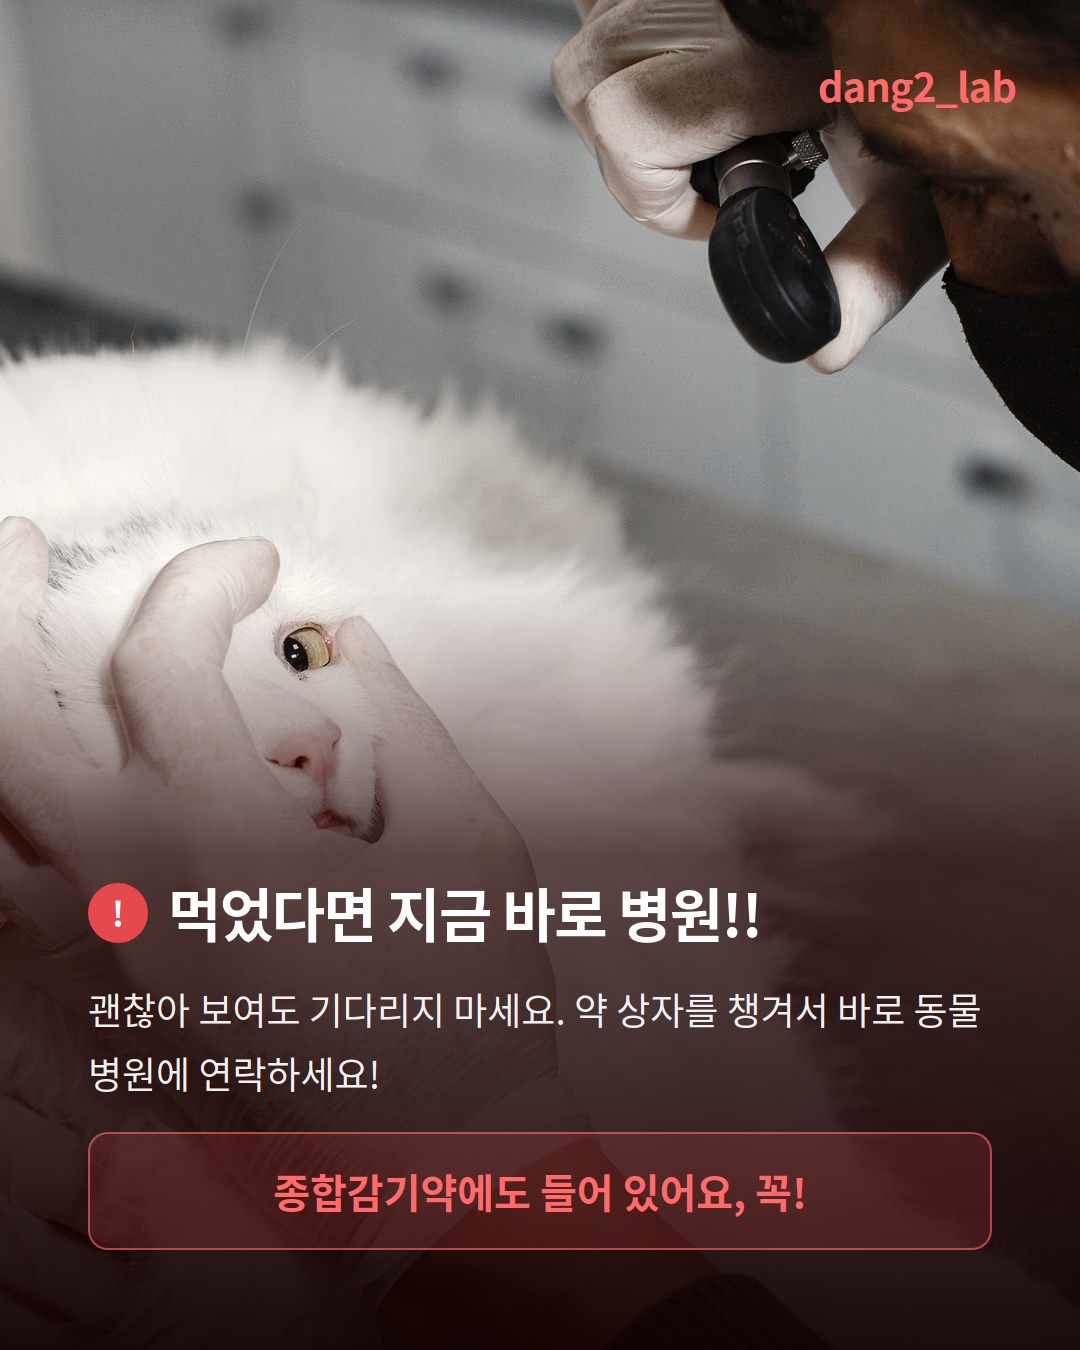 dang2_lab
! 먹었다면 지금 바로 병원!!
괜찮아 보여도 기다리지 마세요. 약 상자를 챙겨서 바로 동물
병원에 연락하세요!
종합감기약에도 들어 있어요, 꼭!